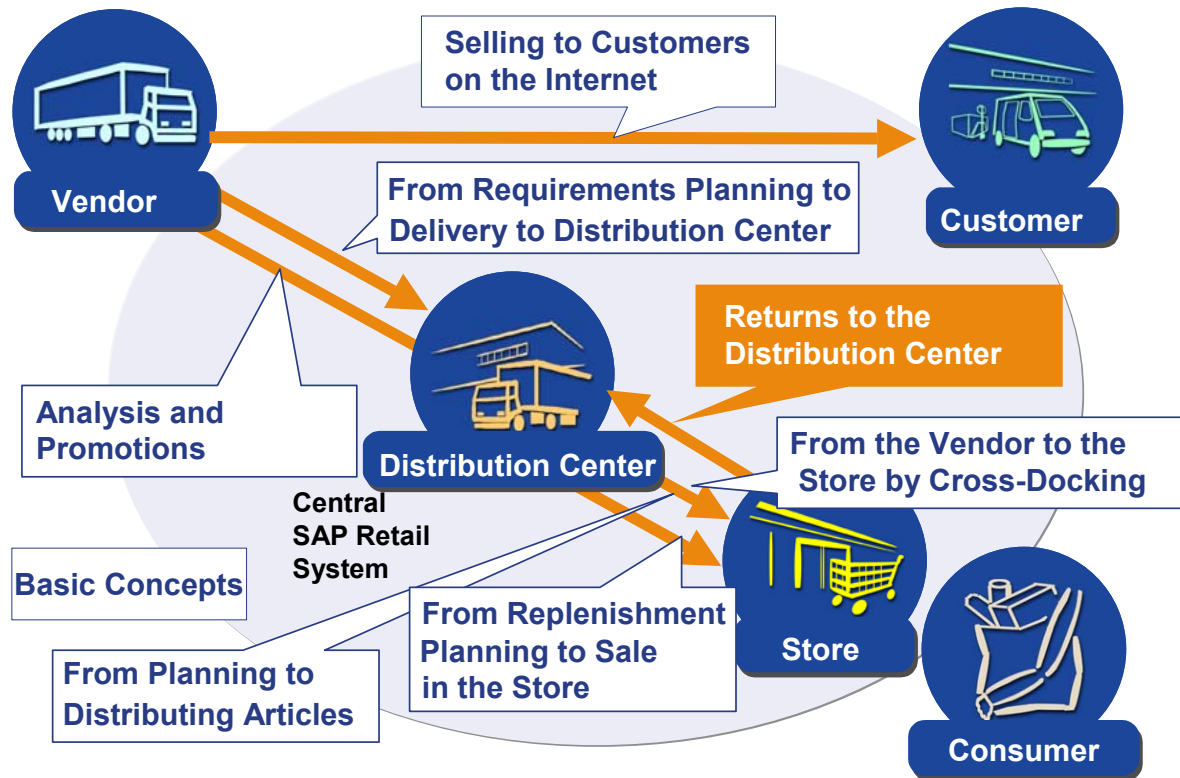 Selling to Customers
on the Internet
Vendor
Customer
From Requirements Planning to
Delivery to Distribution Center
Returns to the
Distribution Center
Analysis and
Promotions
From the Vendor to the
Store by Cross-Docking
Distribution Center
Central
SAP Retail
System
Basic Concepts
From Replenishment
Planning to Sale
in the Store
Store
From Planning to
Distributing Articles
Consumer